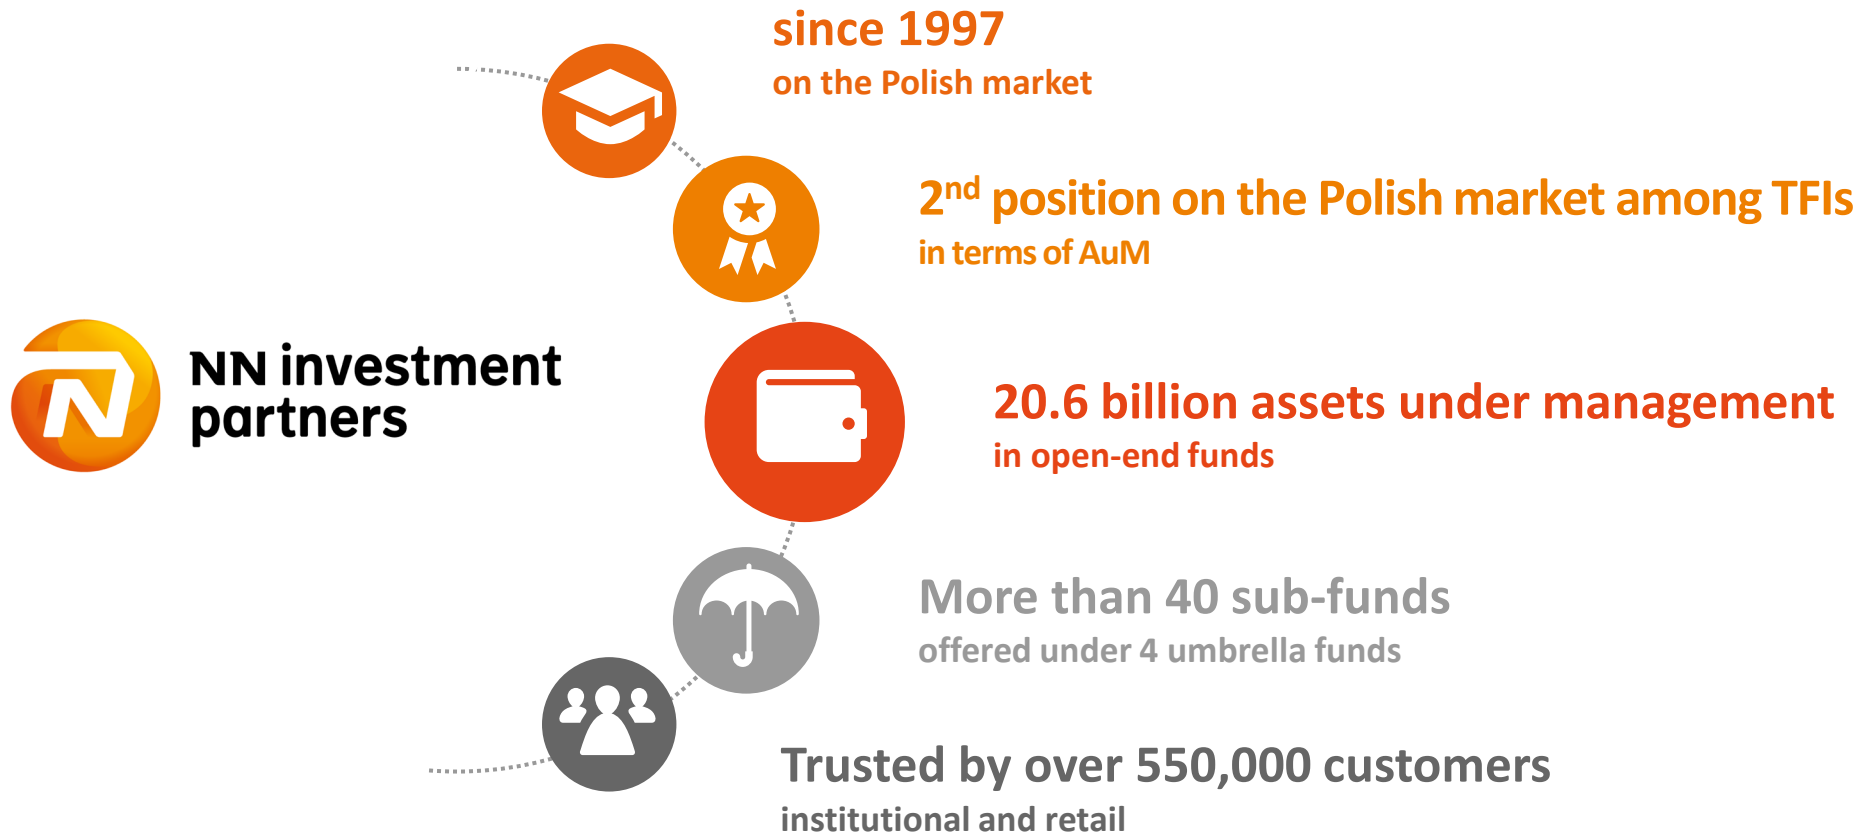 since 1997
on the Polish market
2nd position on the Polish market among TFIs
in terms of AuM
NN investment
partners
20.6 billion assets under management
in open-end funds
More than 40 sub-funds
offered under 4 umbrella funds
Trusted by over 550,000 customers
institutional and retail